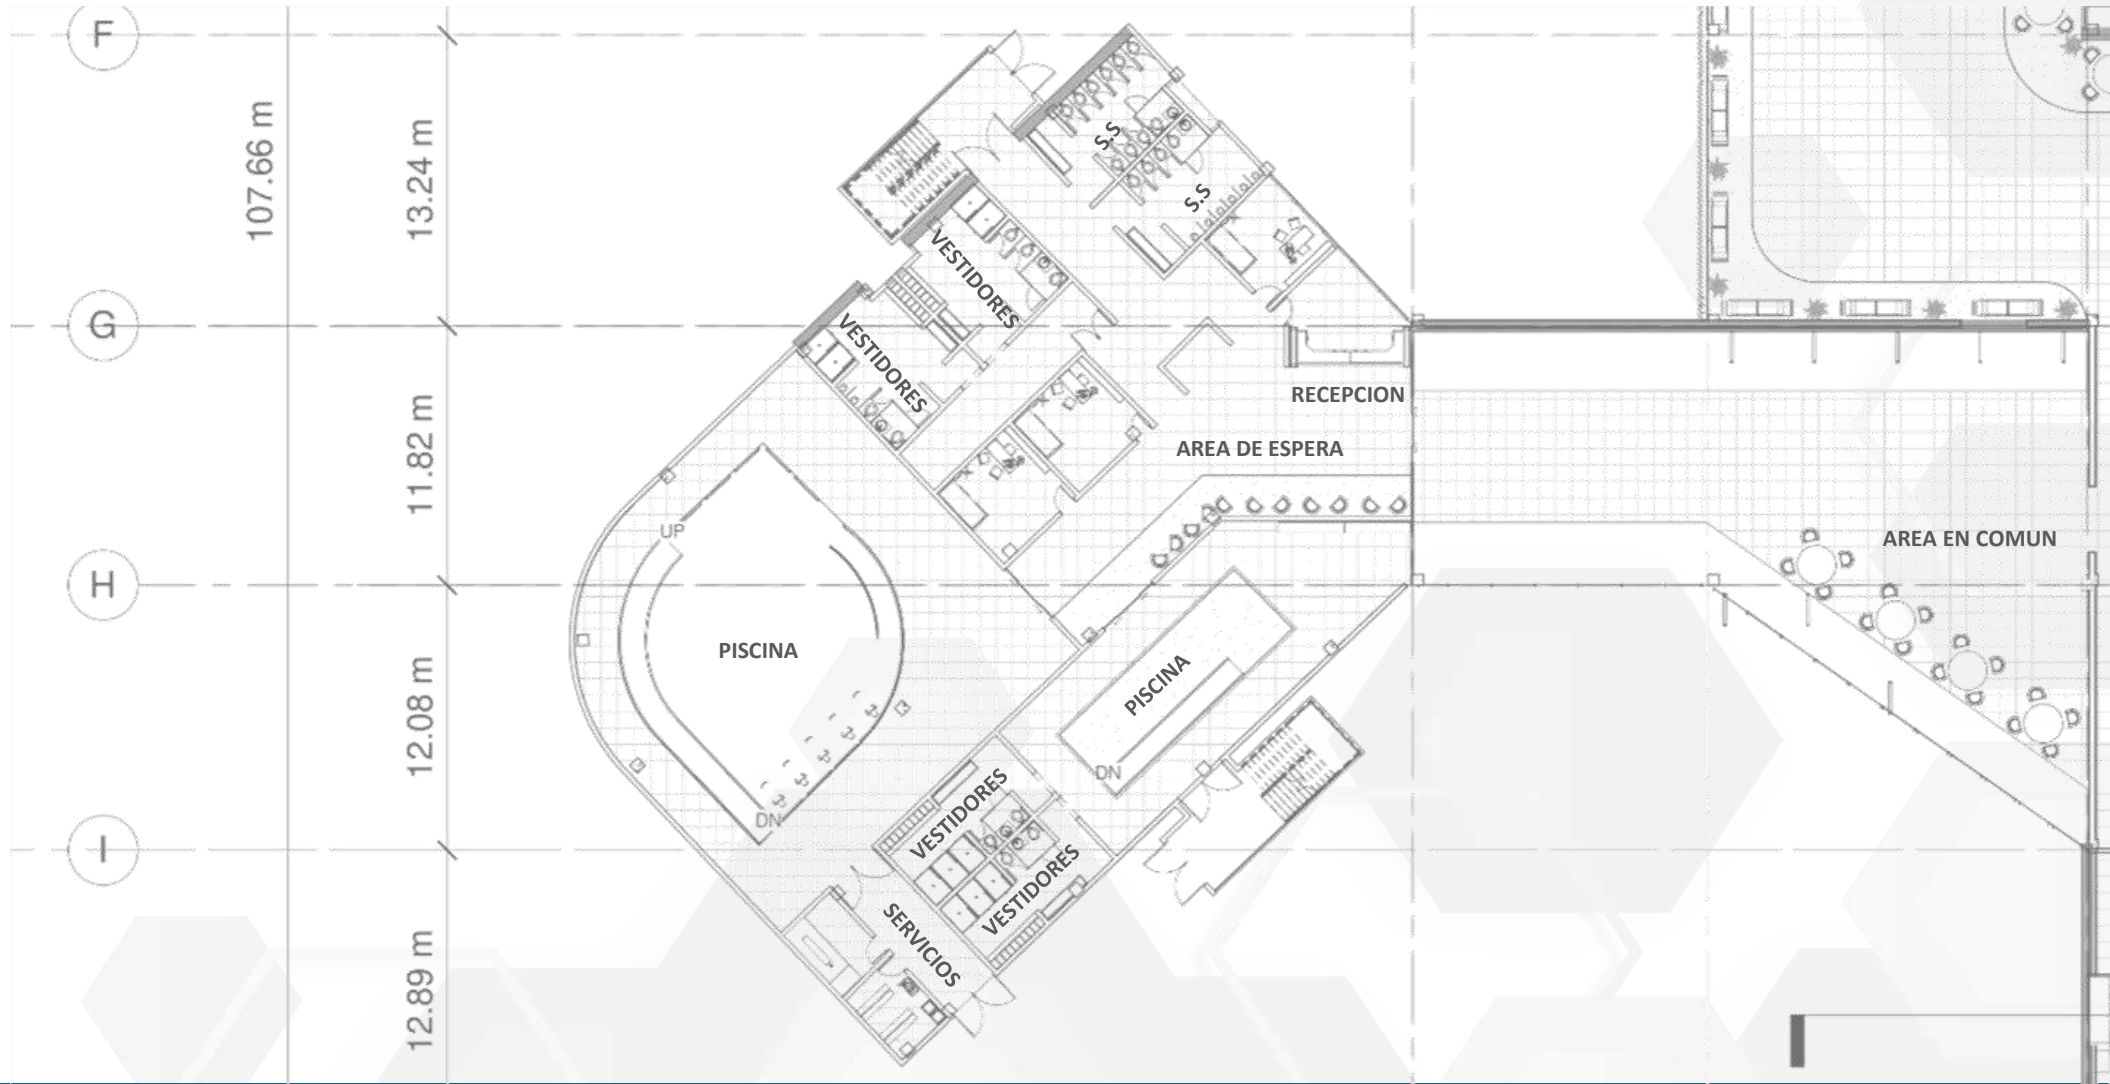 F
107.66 m
13.24 m
S.S
S.S
VESTIDORES
G
VESTIDORES
RECEPCION
11.82 m
AREA DE ESPERA
UP
AREA EN COMUN
H
PISCINA
PISCINA
12.08 m
DN
DN
VESTIDORES
I
VESTIDORES
SERVICIOS
12.89 m